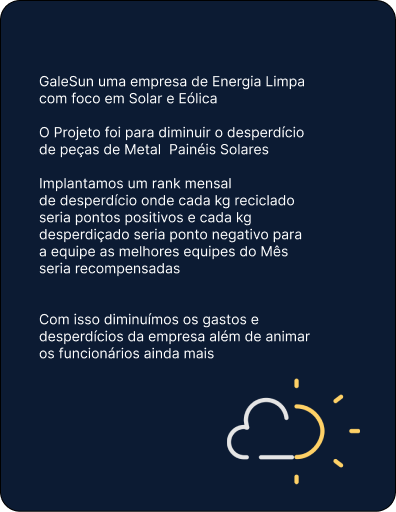 GaleSun uma empresa de Energia Limpa
com foco em Solar e Eólica
O Projeto foi para diminuir o desperdício
de peças de Metal  Painéis Solares
Implantamos um rank mensal
de desperdício onde cada kg reciclado
seria pontos positivos e cada kg
desperdiçado seria ponto negativo para
a equipe as melhores equipes do Mês
seria recompensadas
Com isso diminuímos os gastos e
desperdícios da empresa além de animar
os funcionários ainda mais